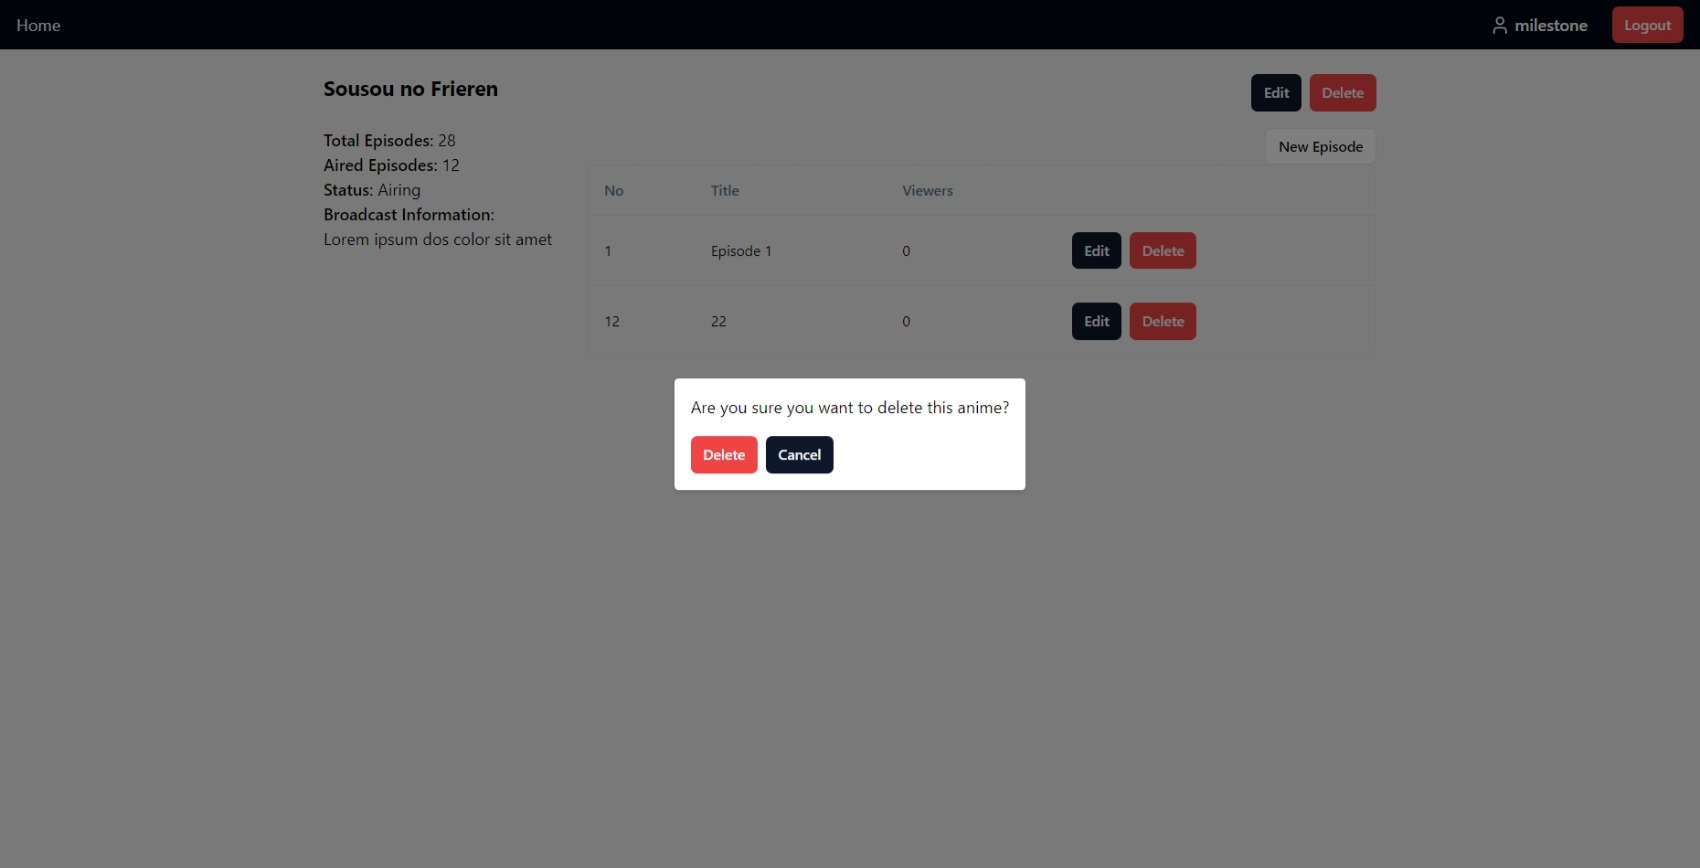 Home
milestone
Logout
Sousou no Frieren
Edit
Delete
Total Episodes: 28
Aired Episodes: 12
Status: Airing
Broadcast Information:
Lorem ipsum dos color sit amet
New Episode
No Title Viewers
1 Episode 1 0 Edit Delete
12 22 0 Edit Delete
Are you sure you want to delete this anime?
Delete
Cancel